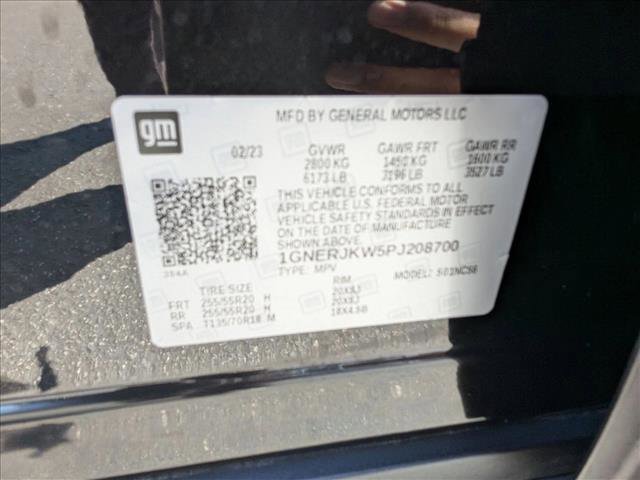 gm
MFD BY GENERAL MOTORS LLC
02/23 GVWR GAWR FRT GAWR RR
2800 KG 1450 KG 1600 KG
6173 LB 3196 LB 3527 LB
THIS VEHICLE CONFORMS TO ALL
APPLICABLE U.S. FEDERAL MOTOR
VEHICLE SAFETY STANDARDS IN EFFECT
ON THE DATE OF MANUFACTURE
SHOWN ABOVE.
1GNERJKW5PJ208700
TYPE: MPV MODEL:
TIRE SIZE RIM
FRT 255/55R20 H 20X8J
RR 255/55R20 H 20X8J
SPA T135/70R18 M 18X4.5B